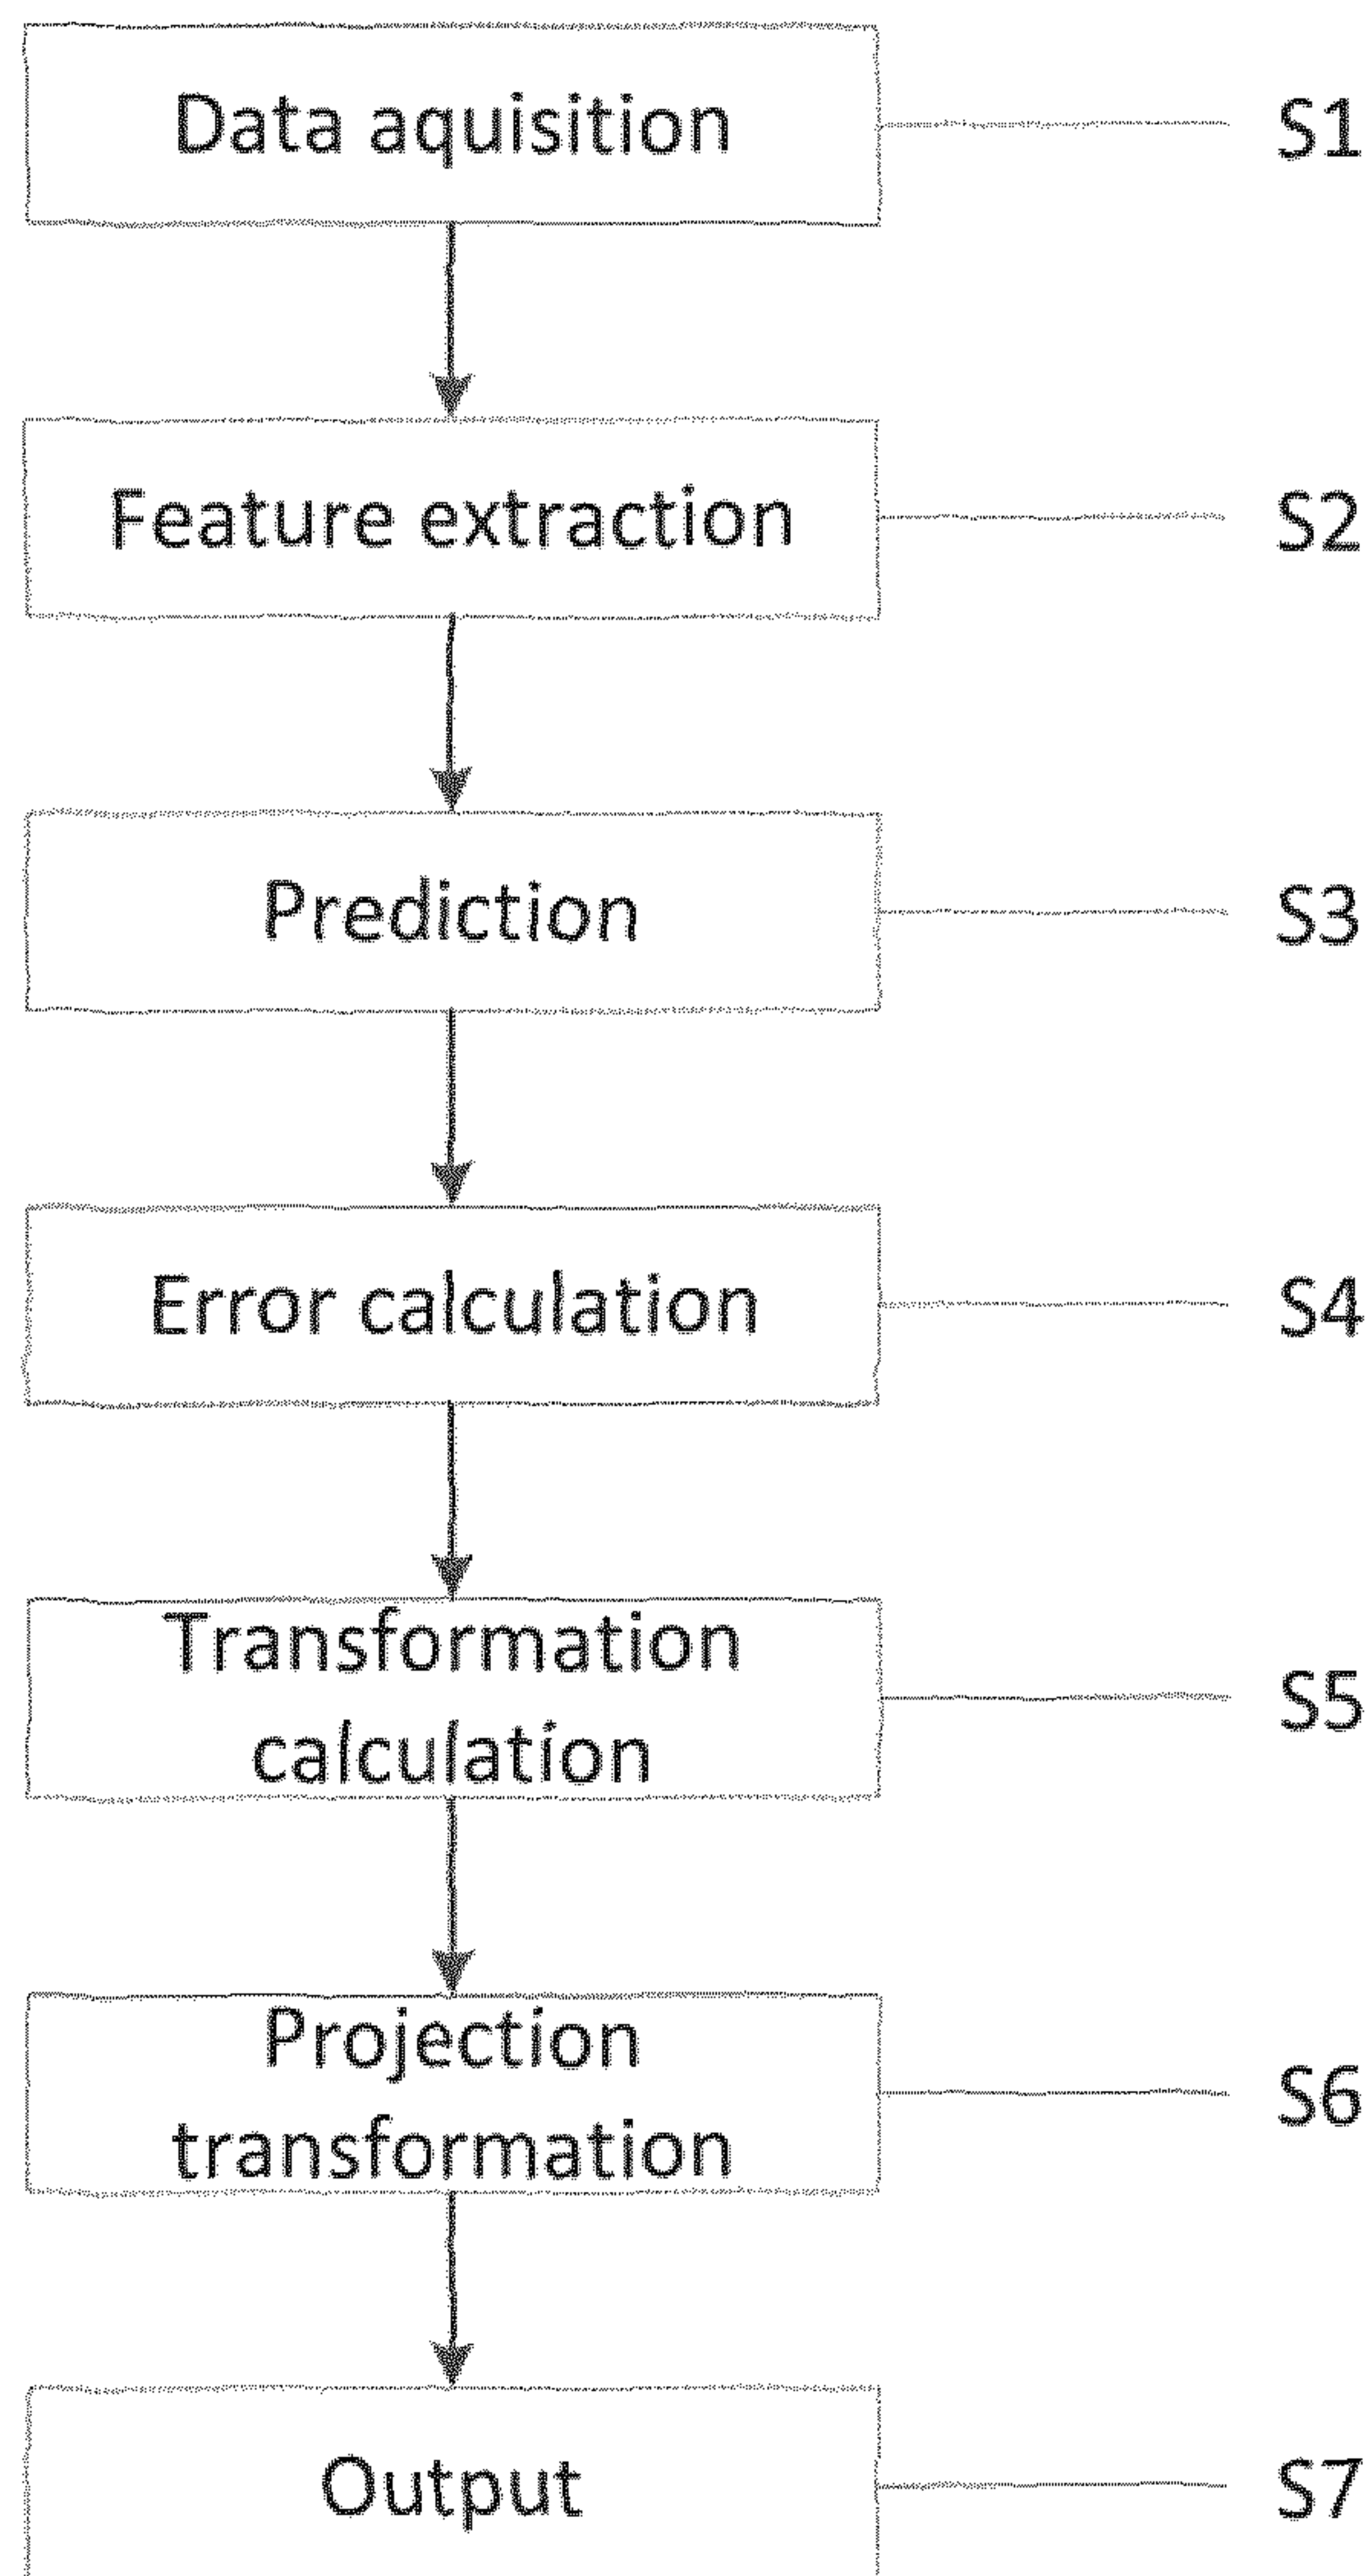 Data aquisition
S1
Feature extraction
S2
Prediction
S3
Error calculation
S4
Transformation
calculation
S5
Projection
transformation
S6
Output
S7